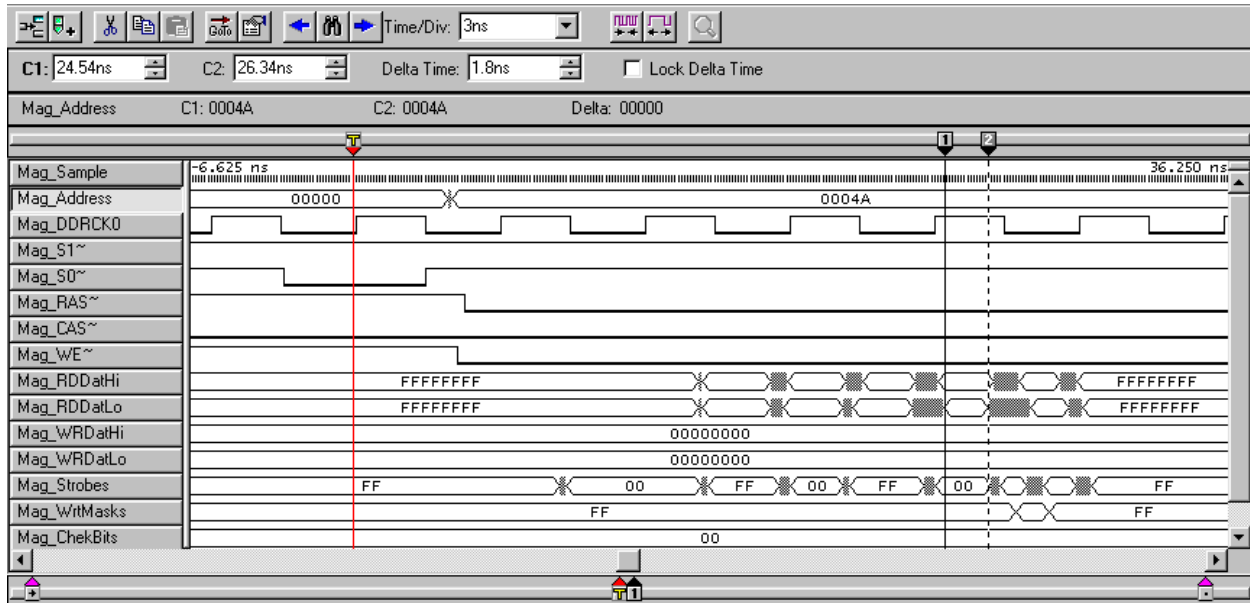 GoTo Time/Div: 3ns
C1: 24.54ns C2: 26.34ns Delta Time: 1.8ns Lock Delta Time
Mag_Address C1: 0004A C2: 0004A Delta: 00000
T 1 2
Mag_Sample -6.625 ns 36.250 ns
Mag_Address 00000 0004A
Mag_DDRCK0
Mag_S1~
Mag_S0~
Mag_RAS~
Mag_CAS~
Mag_WE~
Mag_RDDatHi FFFFFFFF FFFFFFFF
Mag_RDDatLo FFFFFFFF FFFFFFFF
Mag_WRDatHi 00000000
Mag_WRDatLo 00000000
Mag_Strobes FF 00 FF 00 FF 00 FF
Mag_WrtMasks FF FF
Mag_ChekBits 00
T 1